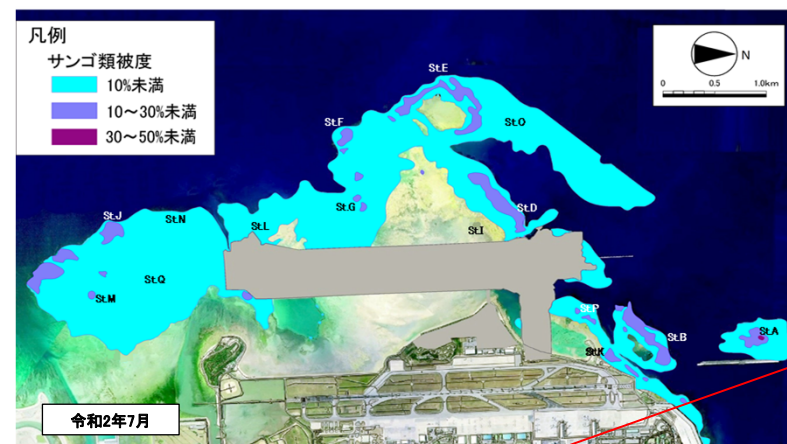 凡例
サンゴ類被度
10%未満
10～30%未満
30～50%未満
N
0 0.5 1.0km
St.E
St.O
St.F
St.G
St.D
St.I
St.J
St.N
St.L
St.Q
St.M
St.P
St.K
St.B
St.A
令和2年7月